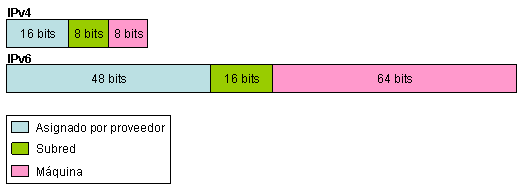 IPv4
16 bits 8 bits 8 bits
IPv6
48 bits 16 bits 64 bits
Asignado por proveedor
Subred
Máquina